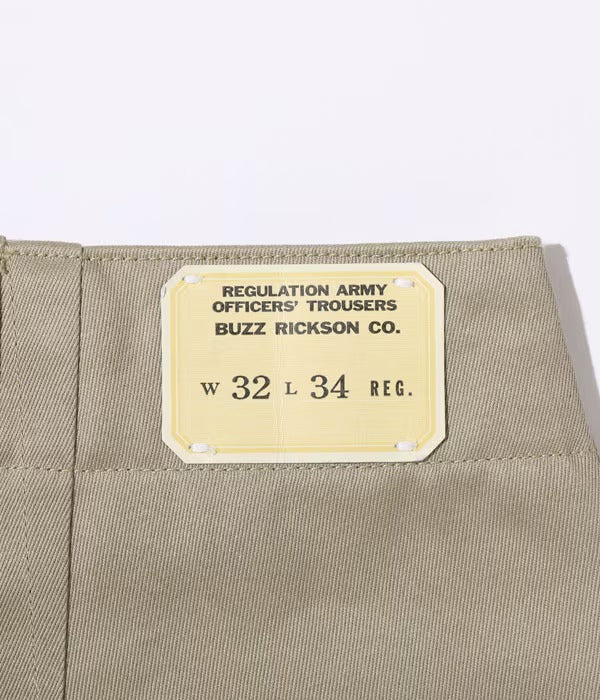 REGULATION ARMY
OFFICERS' TROUSERS
BUZZ RICKSON CO.
W 32 L 34 REG.